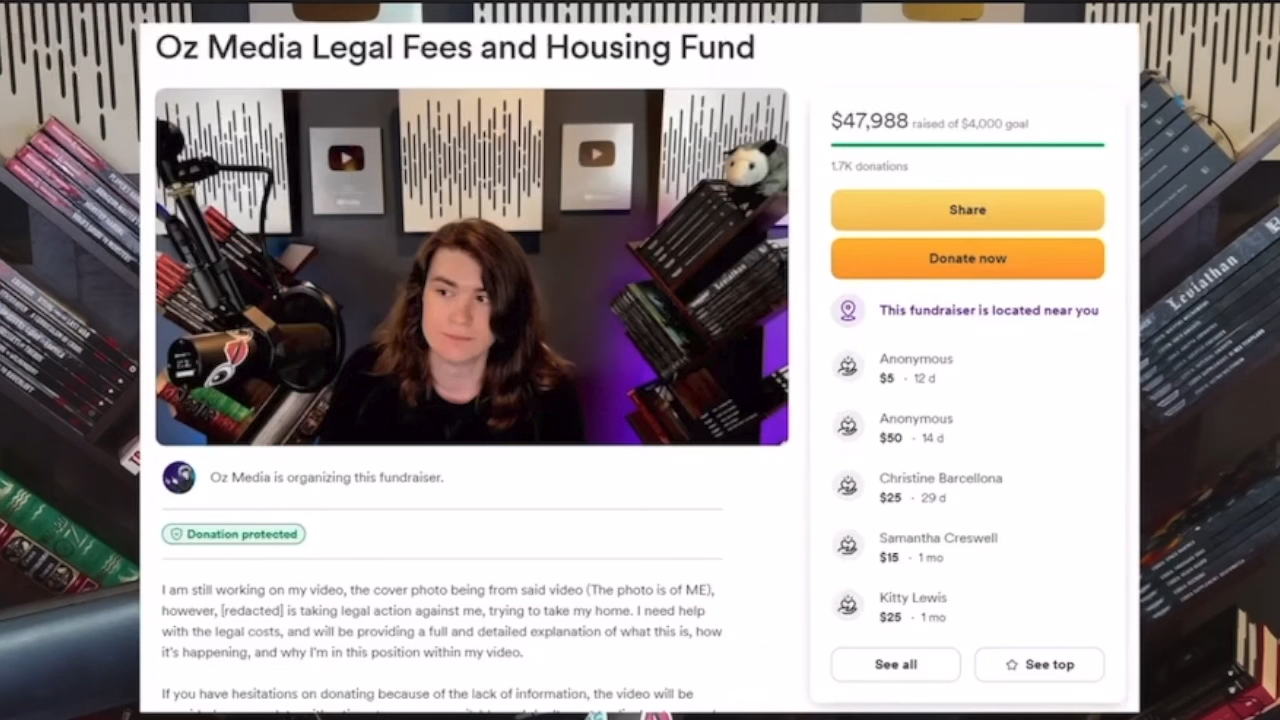 Oz Media Legal Fees and Housing Fund
$47,988 raised of $4,000 goal
1.7K donations
Share
Donate now
This fundraiser is located near you
Anonymous
$5 · 12 d
Anonymous
$50 · 14 d
Christine Barcellona
$25 · 29 d
Samantha Creswell
$15 · 1 mo
Kitty Lewis
$25 · 1 mo
See all
See top
Oz Media is organizing this fundraiser.
Donation protected
I am still working on my video, the cover photo being from said video (The photo is of ME),
however, [redacted] is taking legal action against me, trying to take my home. I need help
with the legal costs, and will be providing a full and detailed explanation of what this is, how
it's happening, and why I'm in this position within my video.
If you have hesitations on donating because of the lack of information, the video will be
Leviathan